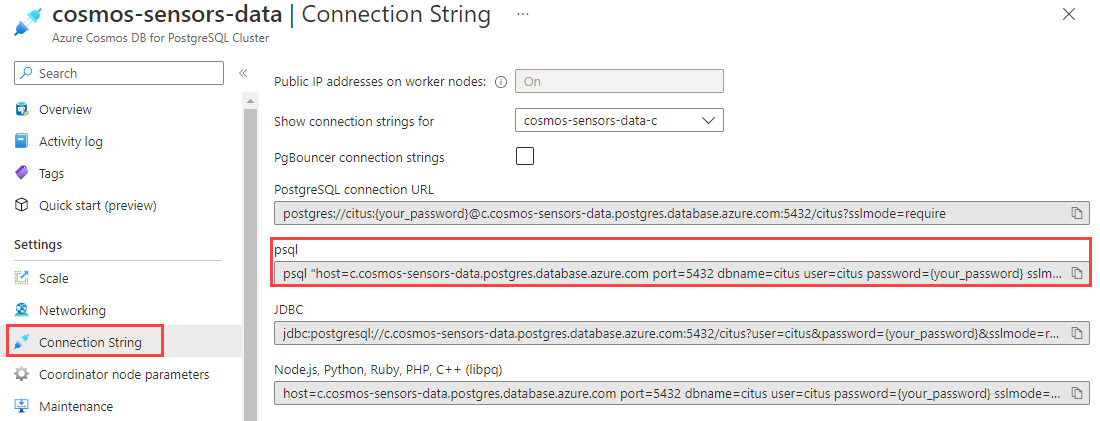 cosmos-sensors-data | Connection String ...
Azure Cosmos DB for PostgreSQL Cluster
Search
Overview
Activity log
Tags
Quick start (preview)
Settings
Scale
Networking
Connection String
Coordinator node parameters
Maintenance
Public IP addresses on worker nodes:
On
Show connection strings for
cosmos-sensors-data-c
PgBouncer connection strings
PostgreSQL connection URL
postgres://citus:{your_password}@c.cosmos-sensors-data.postgres.database.azure.com:5432/citus?sslmode=require
psql
psql "host=c.cosmos-sensors-data.postgres.database.azure.com port=5432 dbname=citus user=citus password={your_password} sslm...
JDBC
jdbc:postgresql://c.cosmos-sensors-data.postgres.database.azure.com:5432/citus?user=citus&password={your_password}&sslmode=r...
Node.js, Python, Ruby, PHP, C++ (libpq)
host=c.cosmos-sensors-data.postgres.database.azure.com port=5432 dbname=citus user=citus password={your_password} sslmode=...